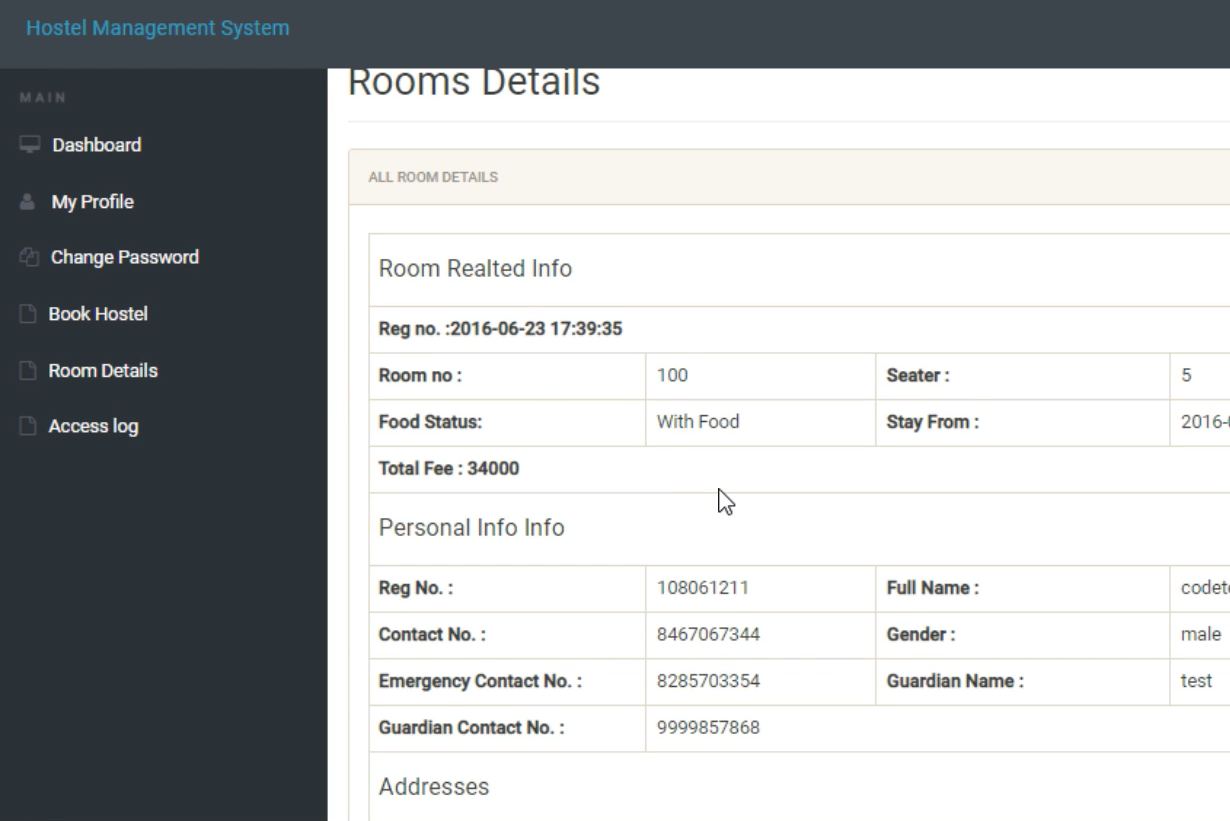 Hostel Management System
MAIN
Dashboard
My Profile
Change Password
Book Hostel
Room Details
Access log
Rooms Details
ALL ROOM DETAILS
Room Realted Info
Reg no. :2016-06-23 17:39:35
Room no : 100 Seater : 5
Food Status: With Food Stay From : 2016-
Total Fee : 34000
Personal Info Info
Reg No. : 108061211 Full Name :
Contact No. : 8467067344 Gender : male
Emergency Contact No. : 8285703354 Guardian Name : test
Guardian Contact No. : 9999857868
Addresses